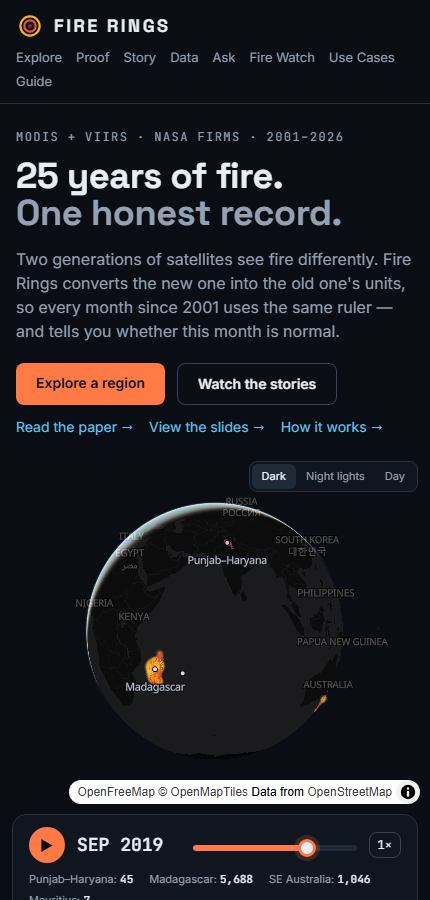 FIRE RINGS
Explore Proof Story Data Ask Fire Watch Use Cases
Guide
MODIS + VIIRS · NASA FIRMS · 2001–2026
25 years of fire.
One honest record.
Two generations of satellites see fire differently. Fire
Rings converts the new one into the old one's units,
so every month since 2001 uses the same ruler —
and tells you whether this month is normal.
Explore a region Watch the stories
Read the paper → View the slides → How it works →
Dark Night lights Day
RUSSIA
РОССИЯ
ITALY
SOUTH KOREA
대한민국
EGYPT
مصر
Punjab–Haryana
PHILIPPINES
NIGERIA
KENYA
PAPUA NEW GUINEA
Madagascar
AUSTRALIA
OpenFreeMap © OpenMapTiles Data from OpenStreetMap
SEP 2019 1×
Punjab–Haryana: 45 Madagascar: 5,688 SE Australia: 1,046
Mauritius: 7